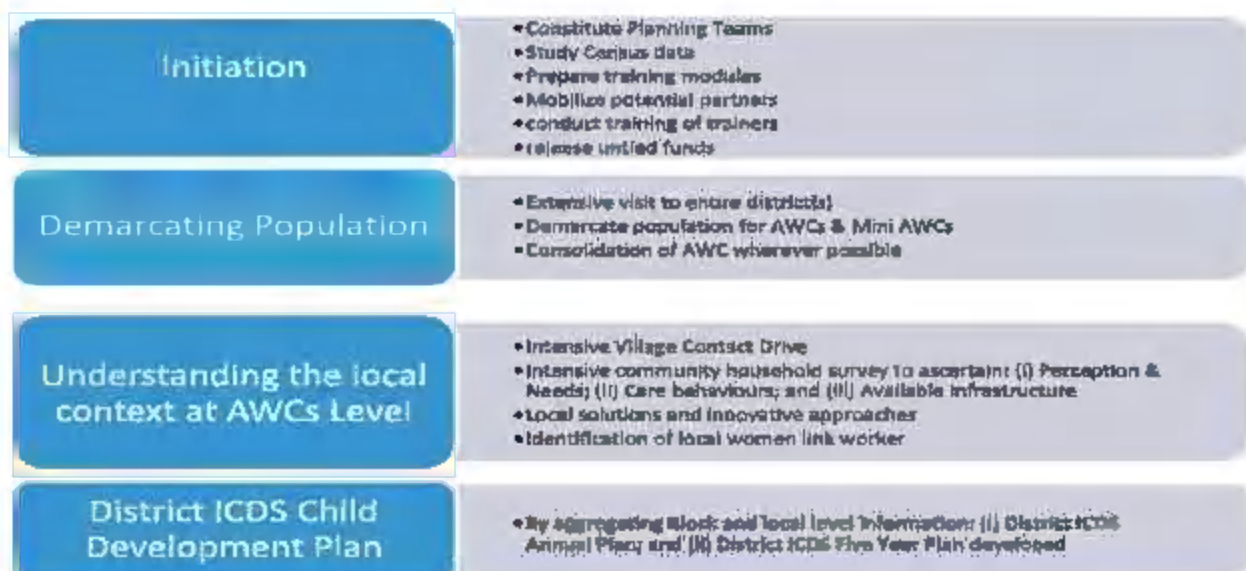 Initiation
•Constitute Planning Teams
•Study Census data
•Prepare training modules
•Mobilize potential partners
•conduct training of trainers
•release untied funds
Demarcating Population
•Extensive visit to entire district(s)
•Demarcate population for AWCs & Mini AWCs
•Consolidation of AWC wherever possible
Understanding the local
context at AWCs Level
•Intensive Village Contact Drive
•Intensive community household survey to ascertain: (i) Perception &
Needs; (ii) Care behaviours; and (iii) Available Infrastructure
•Local solutions and innovative approaches
•Identification of local women link worker
District ICDS Child
Development Plan
•By aggregating Block and local level information: (i) District ICDS
Annual Plan; and (ii) District ICDS Five Year Plan developed